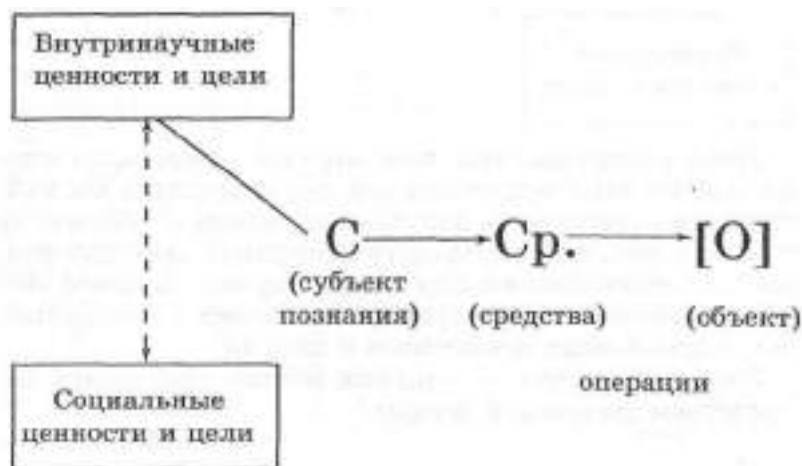 Внутринаучные
ценности и цели
С
Ср.
[О]
(субъект
познания)
(средства)
(объект)
операции
Социальные
ценности и цели